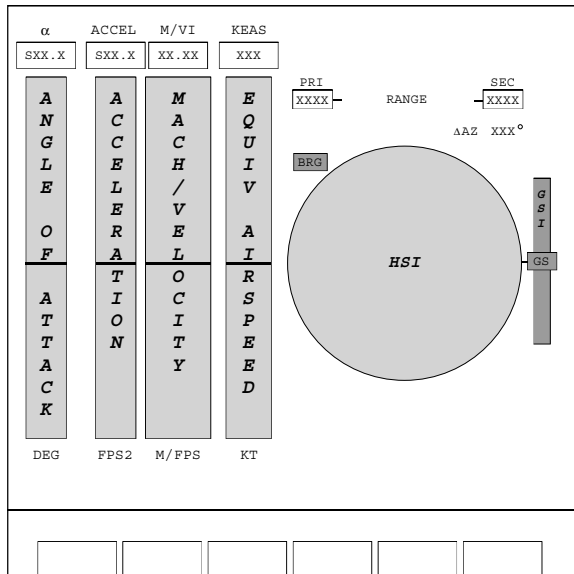 α ACCEL M/VI KEAS
SXX.X SXX.X XX.XX XXX
ANGLE OF ATTACK
ACCELERATION
MACH/VELOCITY
EQUIV AIRSPEED
DEG FPS2 M/FPS KT
PRI RANGE SEC
XXXX XXXX
ΔAZ XXX°
BRG
HSI
GSI
GS